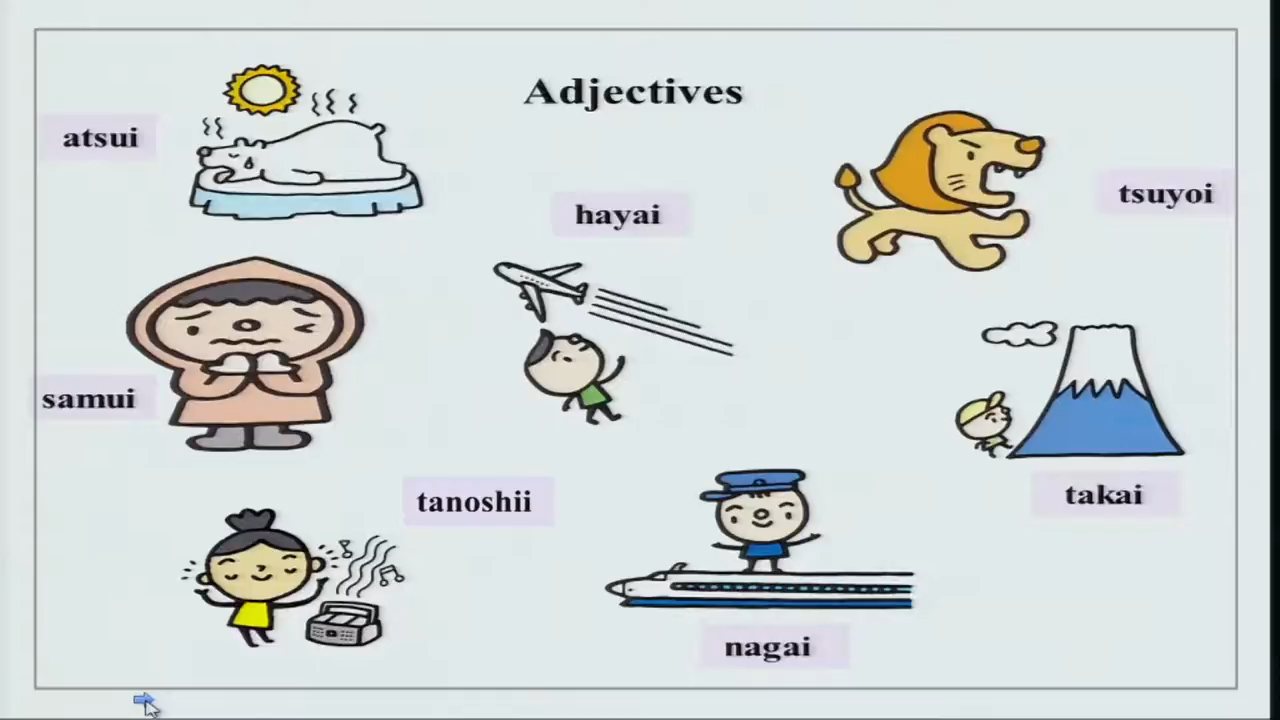 Adjectives
atsui
hayai
tsuyoi
samui
tanoshii
takai
nagai